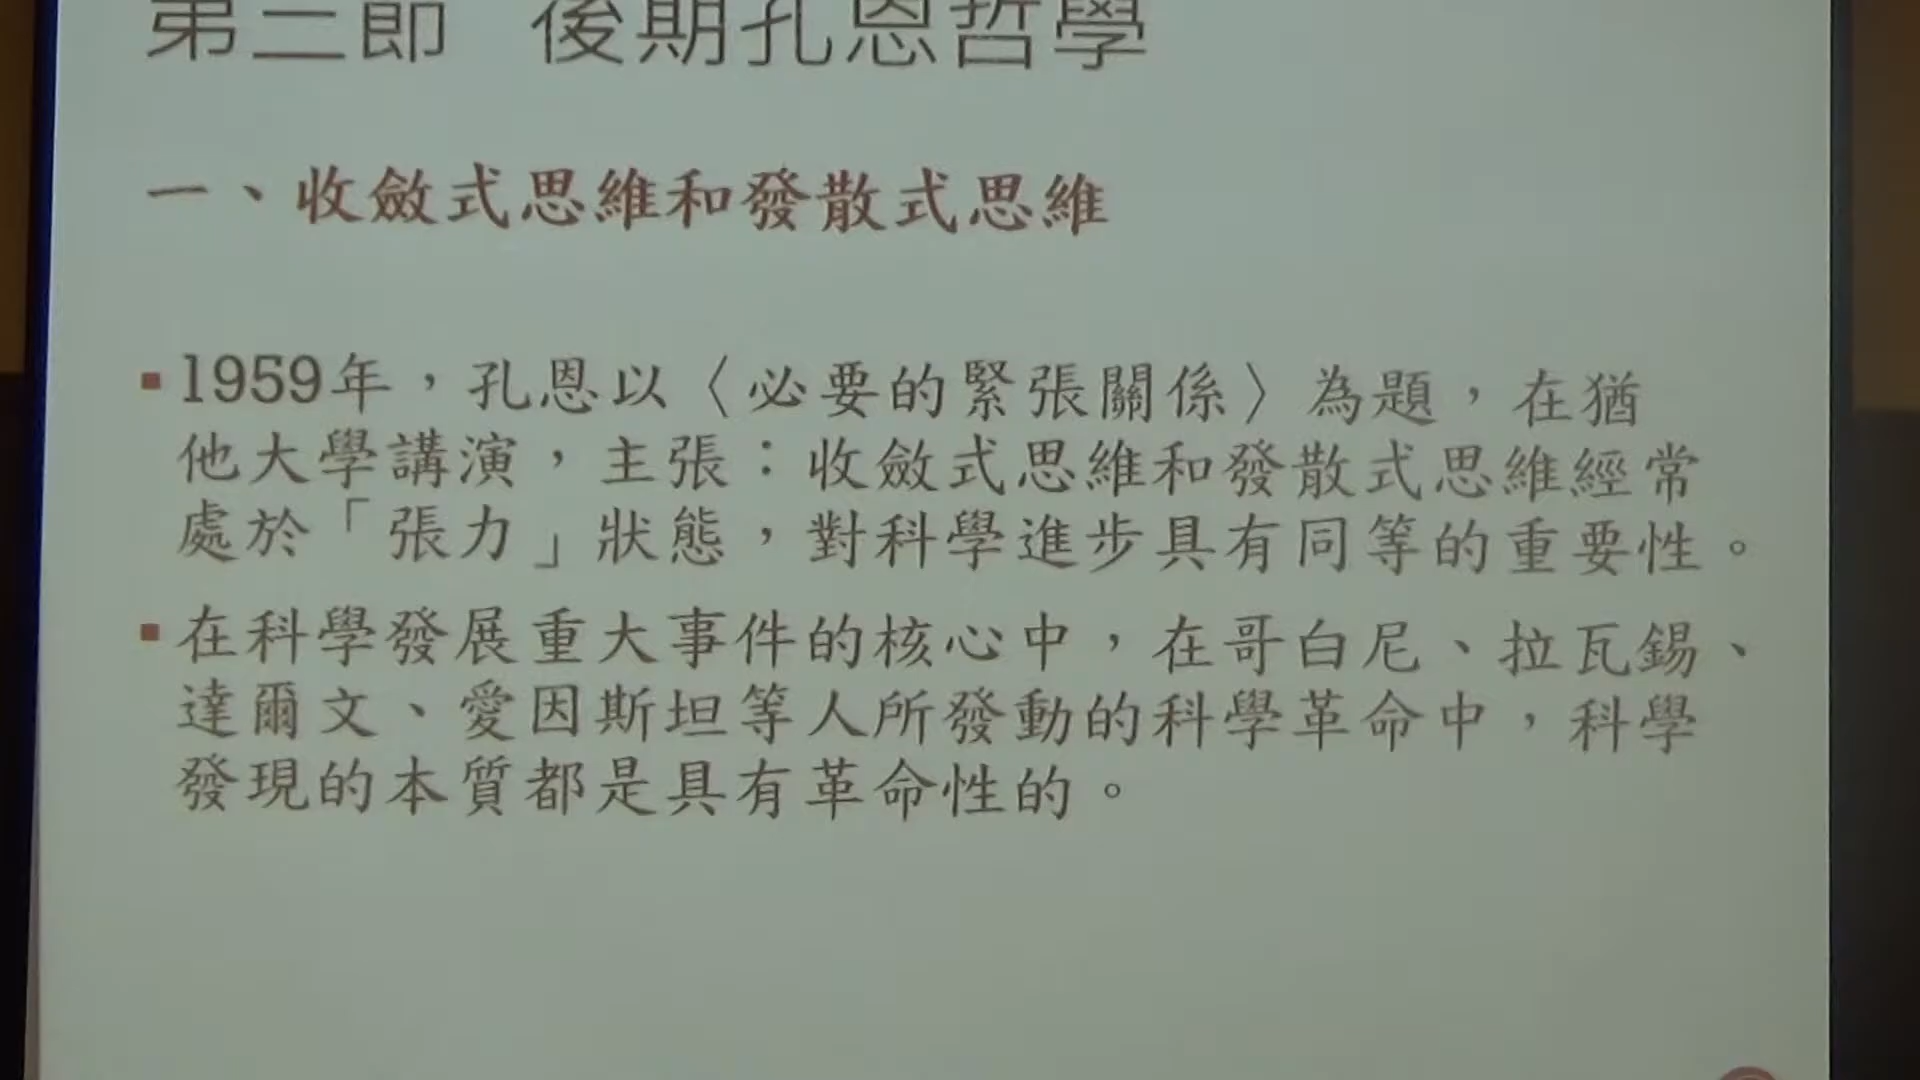 第三節 後期孔恩哲學
一、收斂式思維和發散式思維
▪1959年，孔恩以〈必要的緊張關係〉為題，在猶
他大學講演，主張：收斂式思維和發散式思維經常
處於「張力」狀態，對科學進步具有同等的重要性。
▪在科學發展重大事件的核心中，在哥白尼、拉瓦錫、
達爾文、愛因斯坦等人所發動的科學革命中，科學
發現的本質都是具有革命性的。